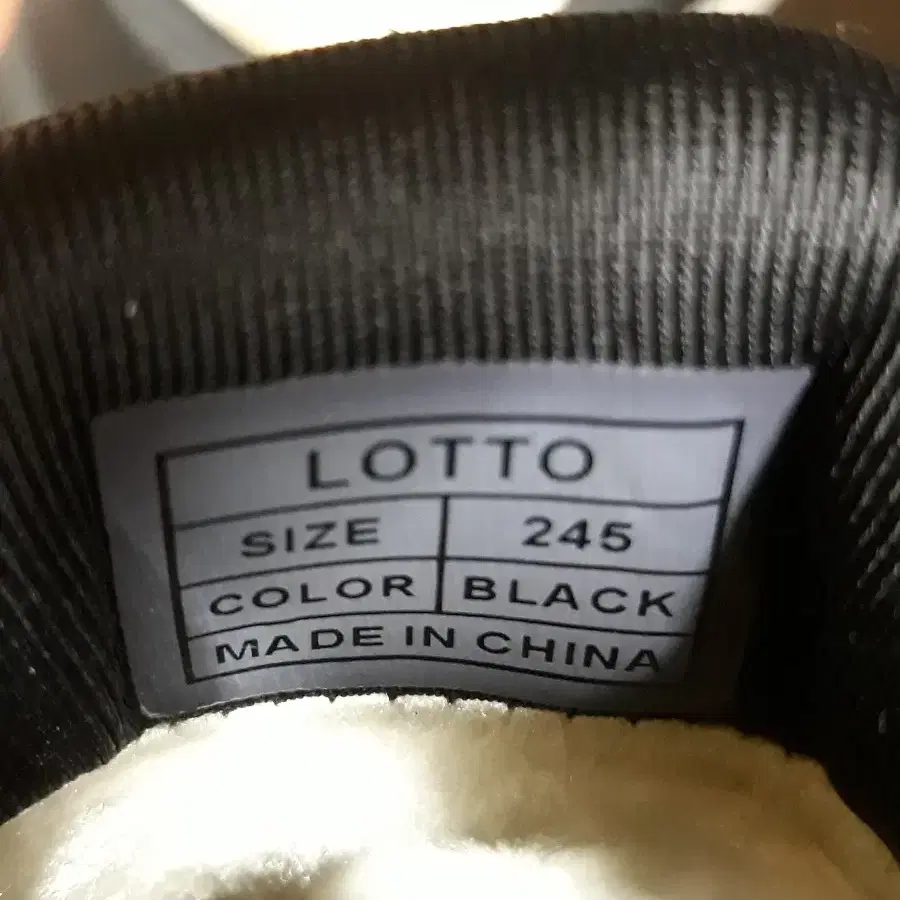 LOTTO
SIZE 245
COLOR BLACK
MADE IN CHINA